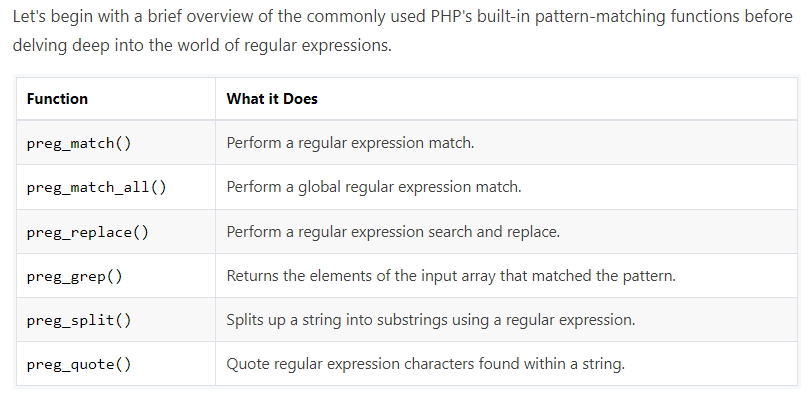 Let's begin with a brief overview of the commonly used PHP's built-in pattern-matching functions before
delving deep into the world of regular expressions.
Function What it Does
preg_match() Perform a regular expression match.
preg_match_all() Perform a global regular expression match.
preg_replace() Perform a regular expression search and replace.
preg_grep() Returns the elements of the input array that matched the pattern.
preg_split() Splits up a string into substrings using a regular expression.
preg_quote() Quote regular expression characters found within a string.